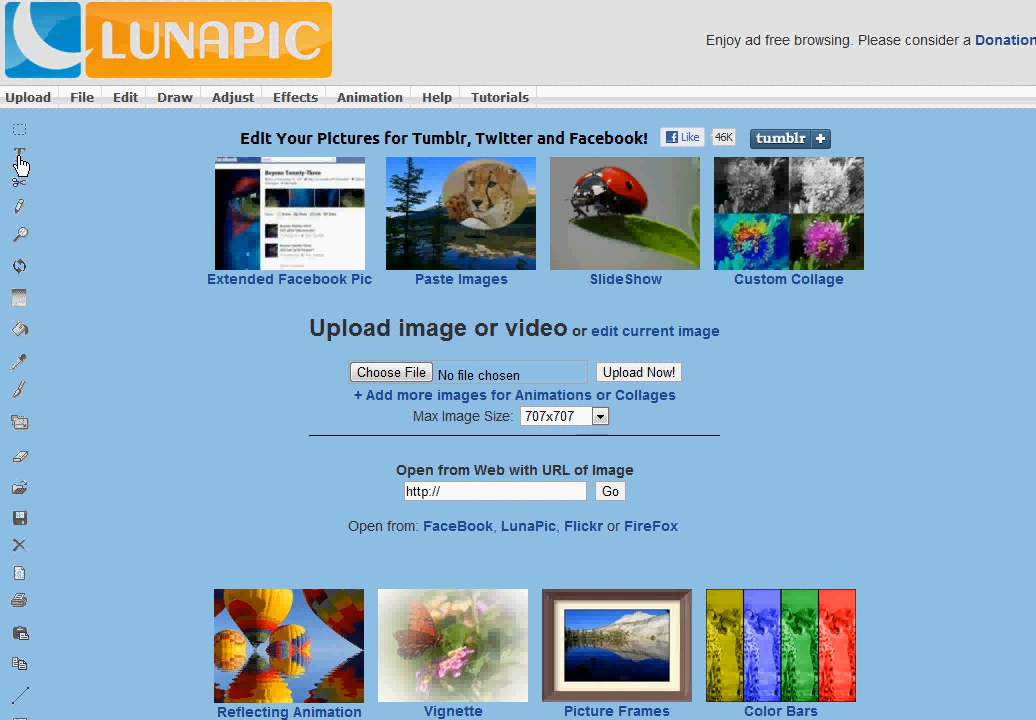 LUNAPIC
Enjoy ad free browsing. Please consider a Donation
Upload File Edit Draw Adjust Effects Animation Help Tutorials
Edit Your Pictures for Tumblr, Twitter and Facebook! Like 46K tumblr +
facebook
Beyond Twenty-Three
Extended Facebook Pic Paste Images SlideShow Custom Collage
Upload image or video or edit current image
Choose File No file chosen Upload Now!
+ Add more images for Animations or Collages
Max Image Size: 707x707
Open from Web with URL of Image
http:// Go
Open from: FaceBook, LunaPic, Flickr or FireFox
Reflecting Animation Vignette Picture Frames Color Bars